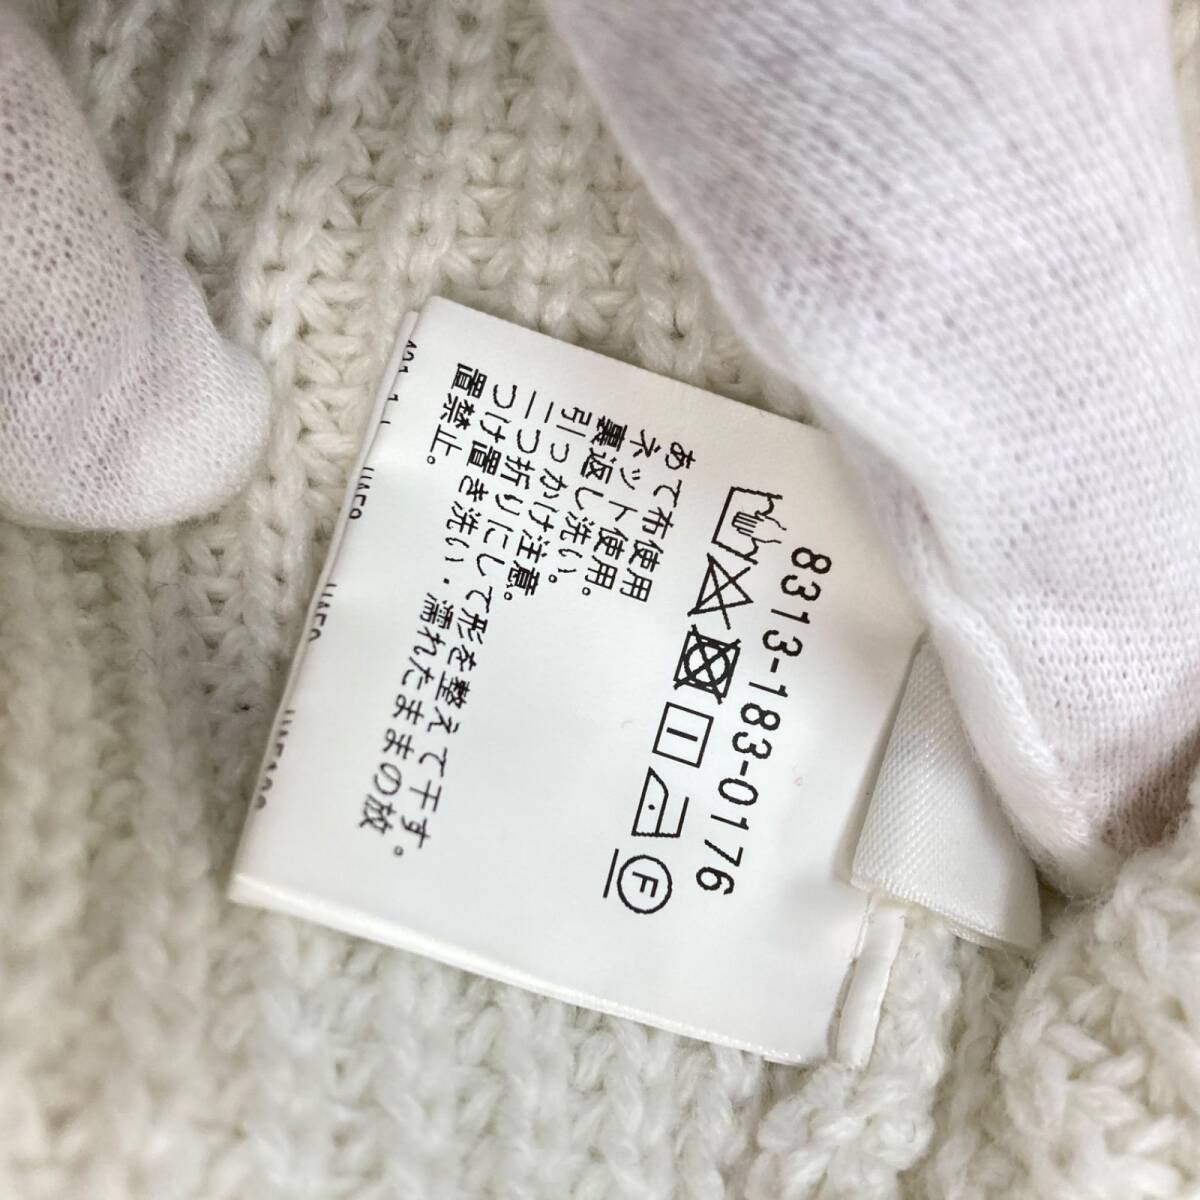 8313-183-0176
F
あて布使用
ネット使用。
裏返し洗い。
引っかけ注意。
二つ折りにして形を整えて干す。
つけ置き洗い・濡れたままの放
置禁止。